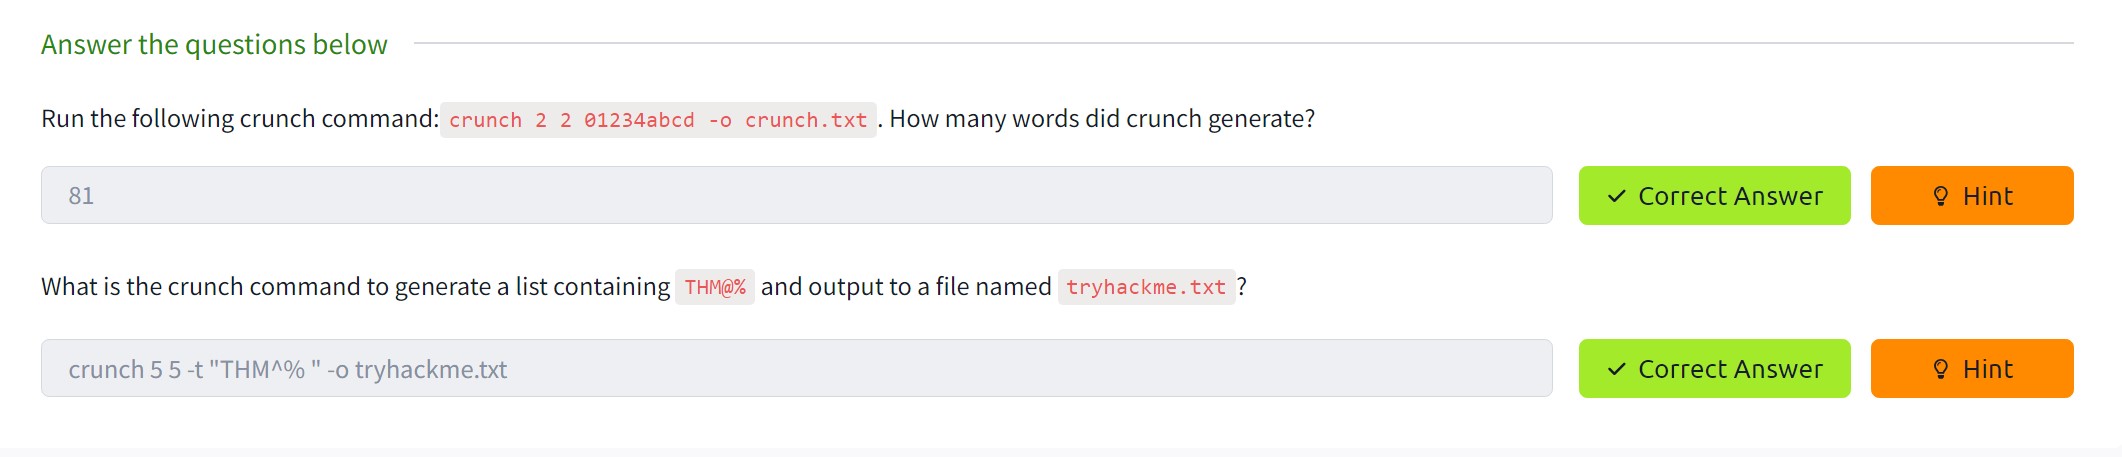 Answer the questions below
Run the following crunch command: crunch 2 2 01234abcd -o crunch.txt . How many words did crunch generate?
81
Correct Answer
Hint
What is the crunch command to generate a list containing THM@% and output to a file named tryhackme.txt ?
crunch 5 5 -t "THM^% " -o tryhackme.txt
Correct Answer
Hint